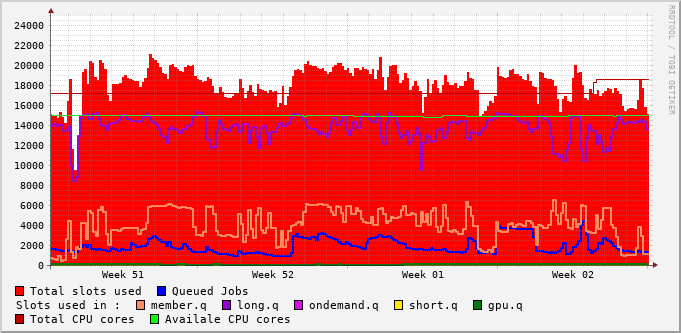 RRDTOOL / TOBI OETIKER
24000
22000
20000
18000
16000
14000
12000
10000
8000
6000
4000
2000
0
Week 51 Week 52 Week 01 Week 02
Total slots used Queued Jobs
Slots used in : member.q long.q ondemand.q short.q gpu.q
Total CPU cores Availale CPU cores